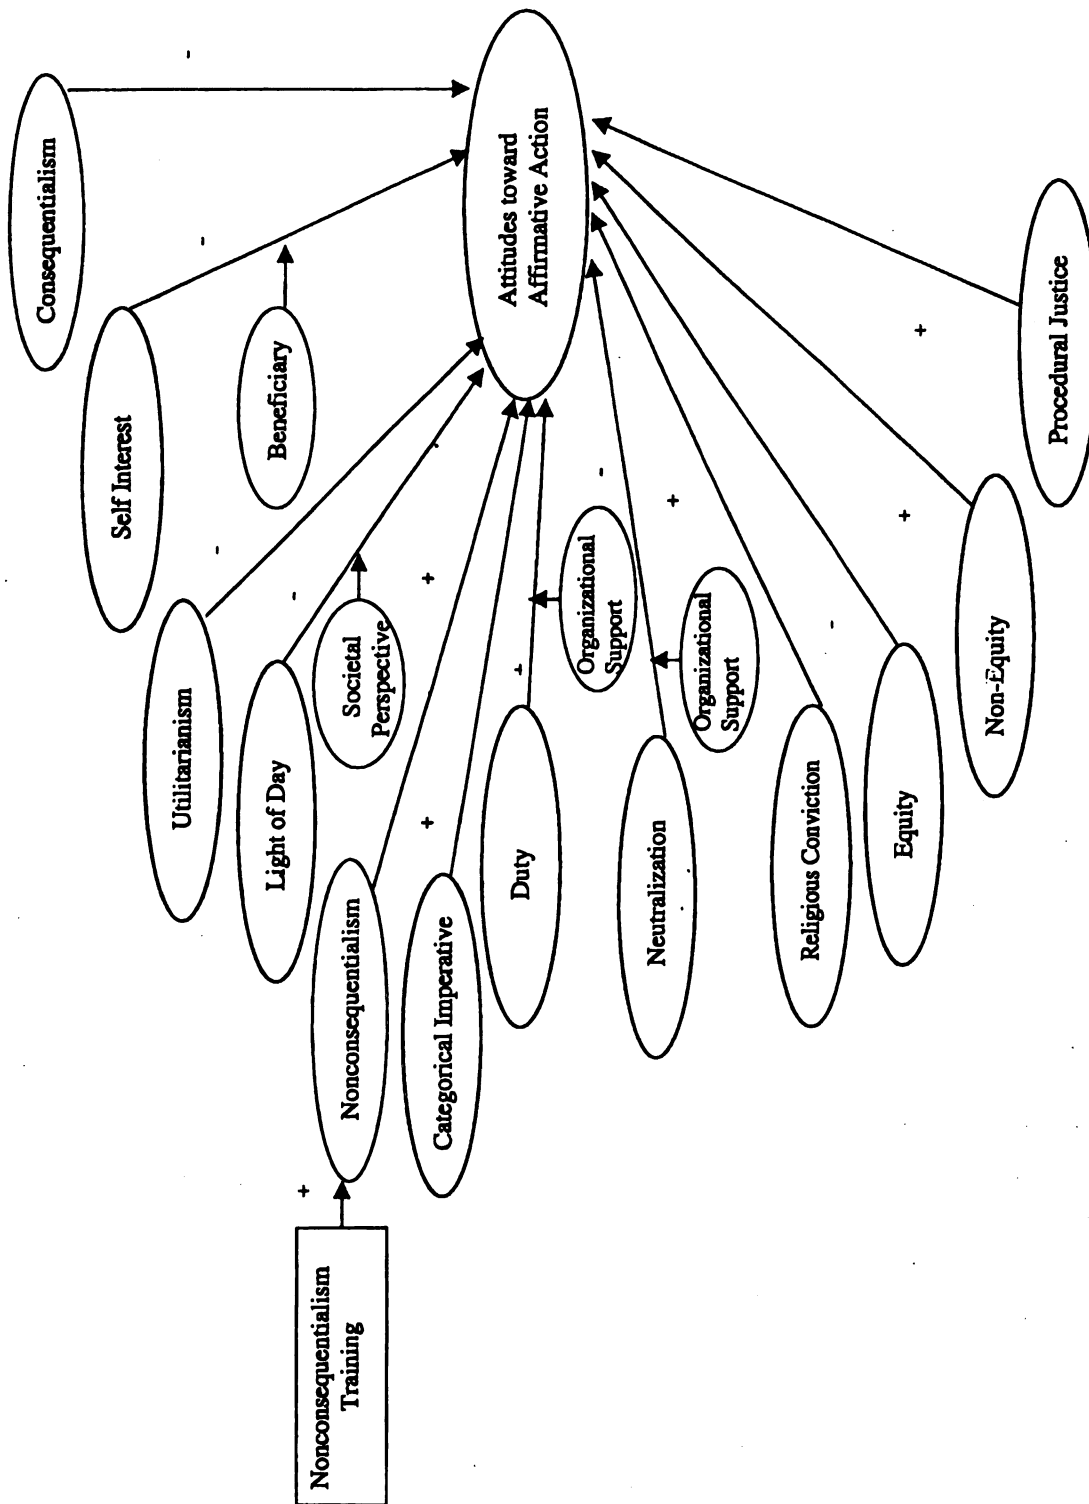 Consequentialism
-
Self Interest
-
Beneficiary
Utilitarianism
-
Light of Day
-
Societal
Perspective
Nonconsequentialism
Training
+
Nonconsequentialism
+
Categorical Imperative
+
Duty
+
Organizational
Support
Attitudes toward
Affirmative Action
Neutralization
-
Organizational
Support
Religious Conviction
+
Equity
-
Non-Equity
+
Procedural Justice
+